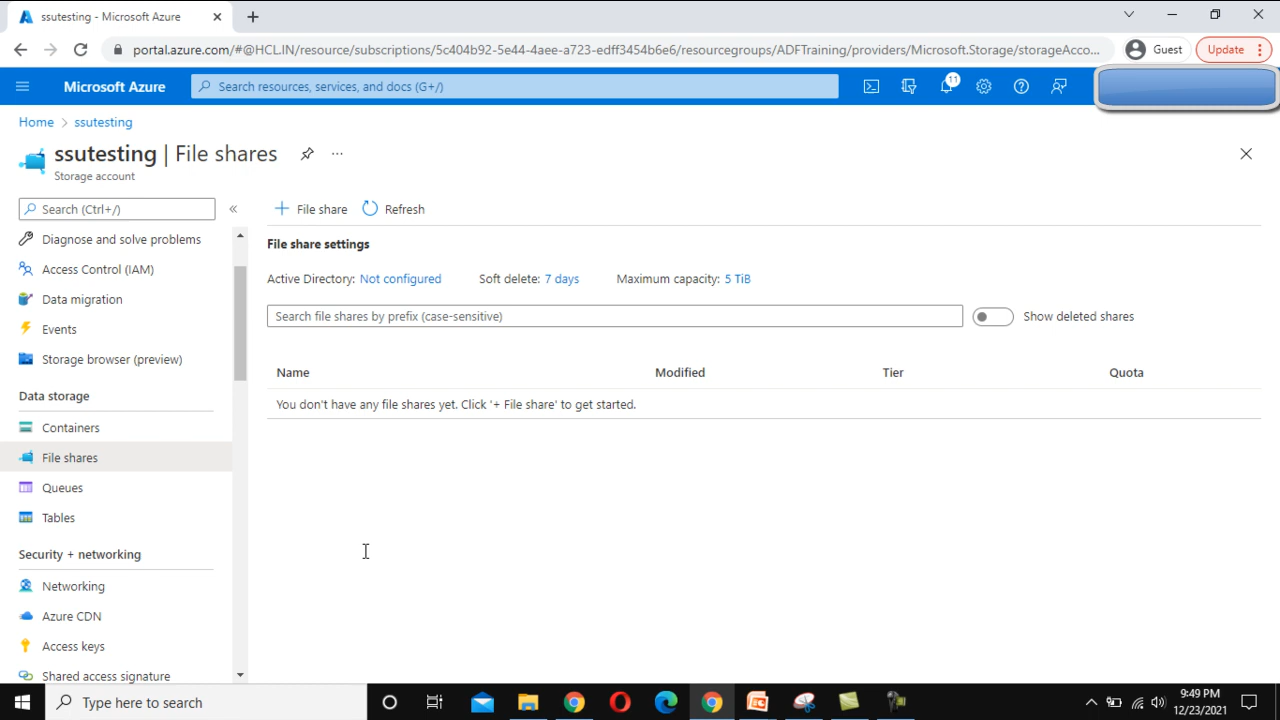 ssutesting - Microsoft Azure
portal.azure.com/#@HCL.IN/resource/subscriptions/5c404b92-5e44-4aee-a723-edff3454b6e6/resourcegroups/ADFTraining/providers/Microsoft.Storage/storageAcco...
Guest
Update
Microsoft Azure
Search resources, services, and docs (G+/)
11
Home > ssutesting
ssutesting | File shares
Storage account
Search (Ctrl+/)
Diagnose and solve problems
Access Control (IAM)
Data migration
Events
Storage browser (preview)
Data storage
Containers
File shares
Queues
Tables
Security + networking
Networking
Azure CDN
Access keys
Shared access signature
File share
Refresh
File share settings
Active Directory: Not configured Soft delete: 7 days Maximum capacity: 5 TiB
Search file shares by prefix (case-sensitive)
Show deleted shares
Name Modified Tier Quota
You don't have any file shares yet. Click '+ File share' to get started.
Type here to search
9:49 PM
12/23/2021